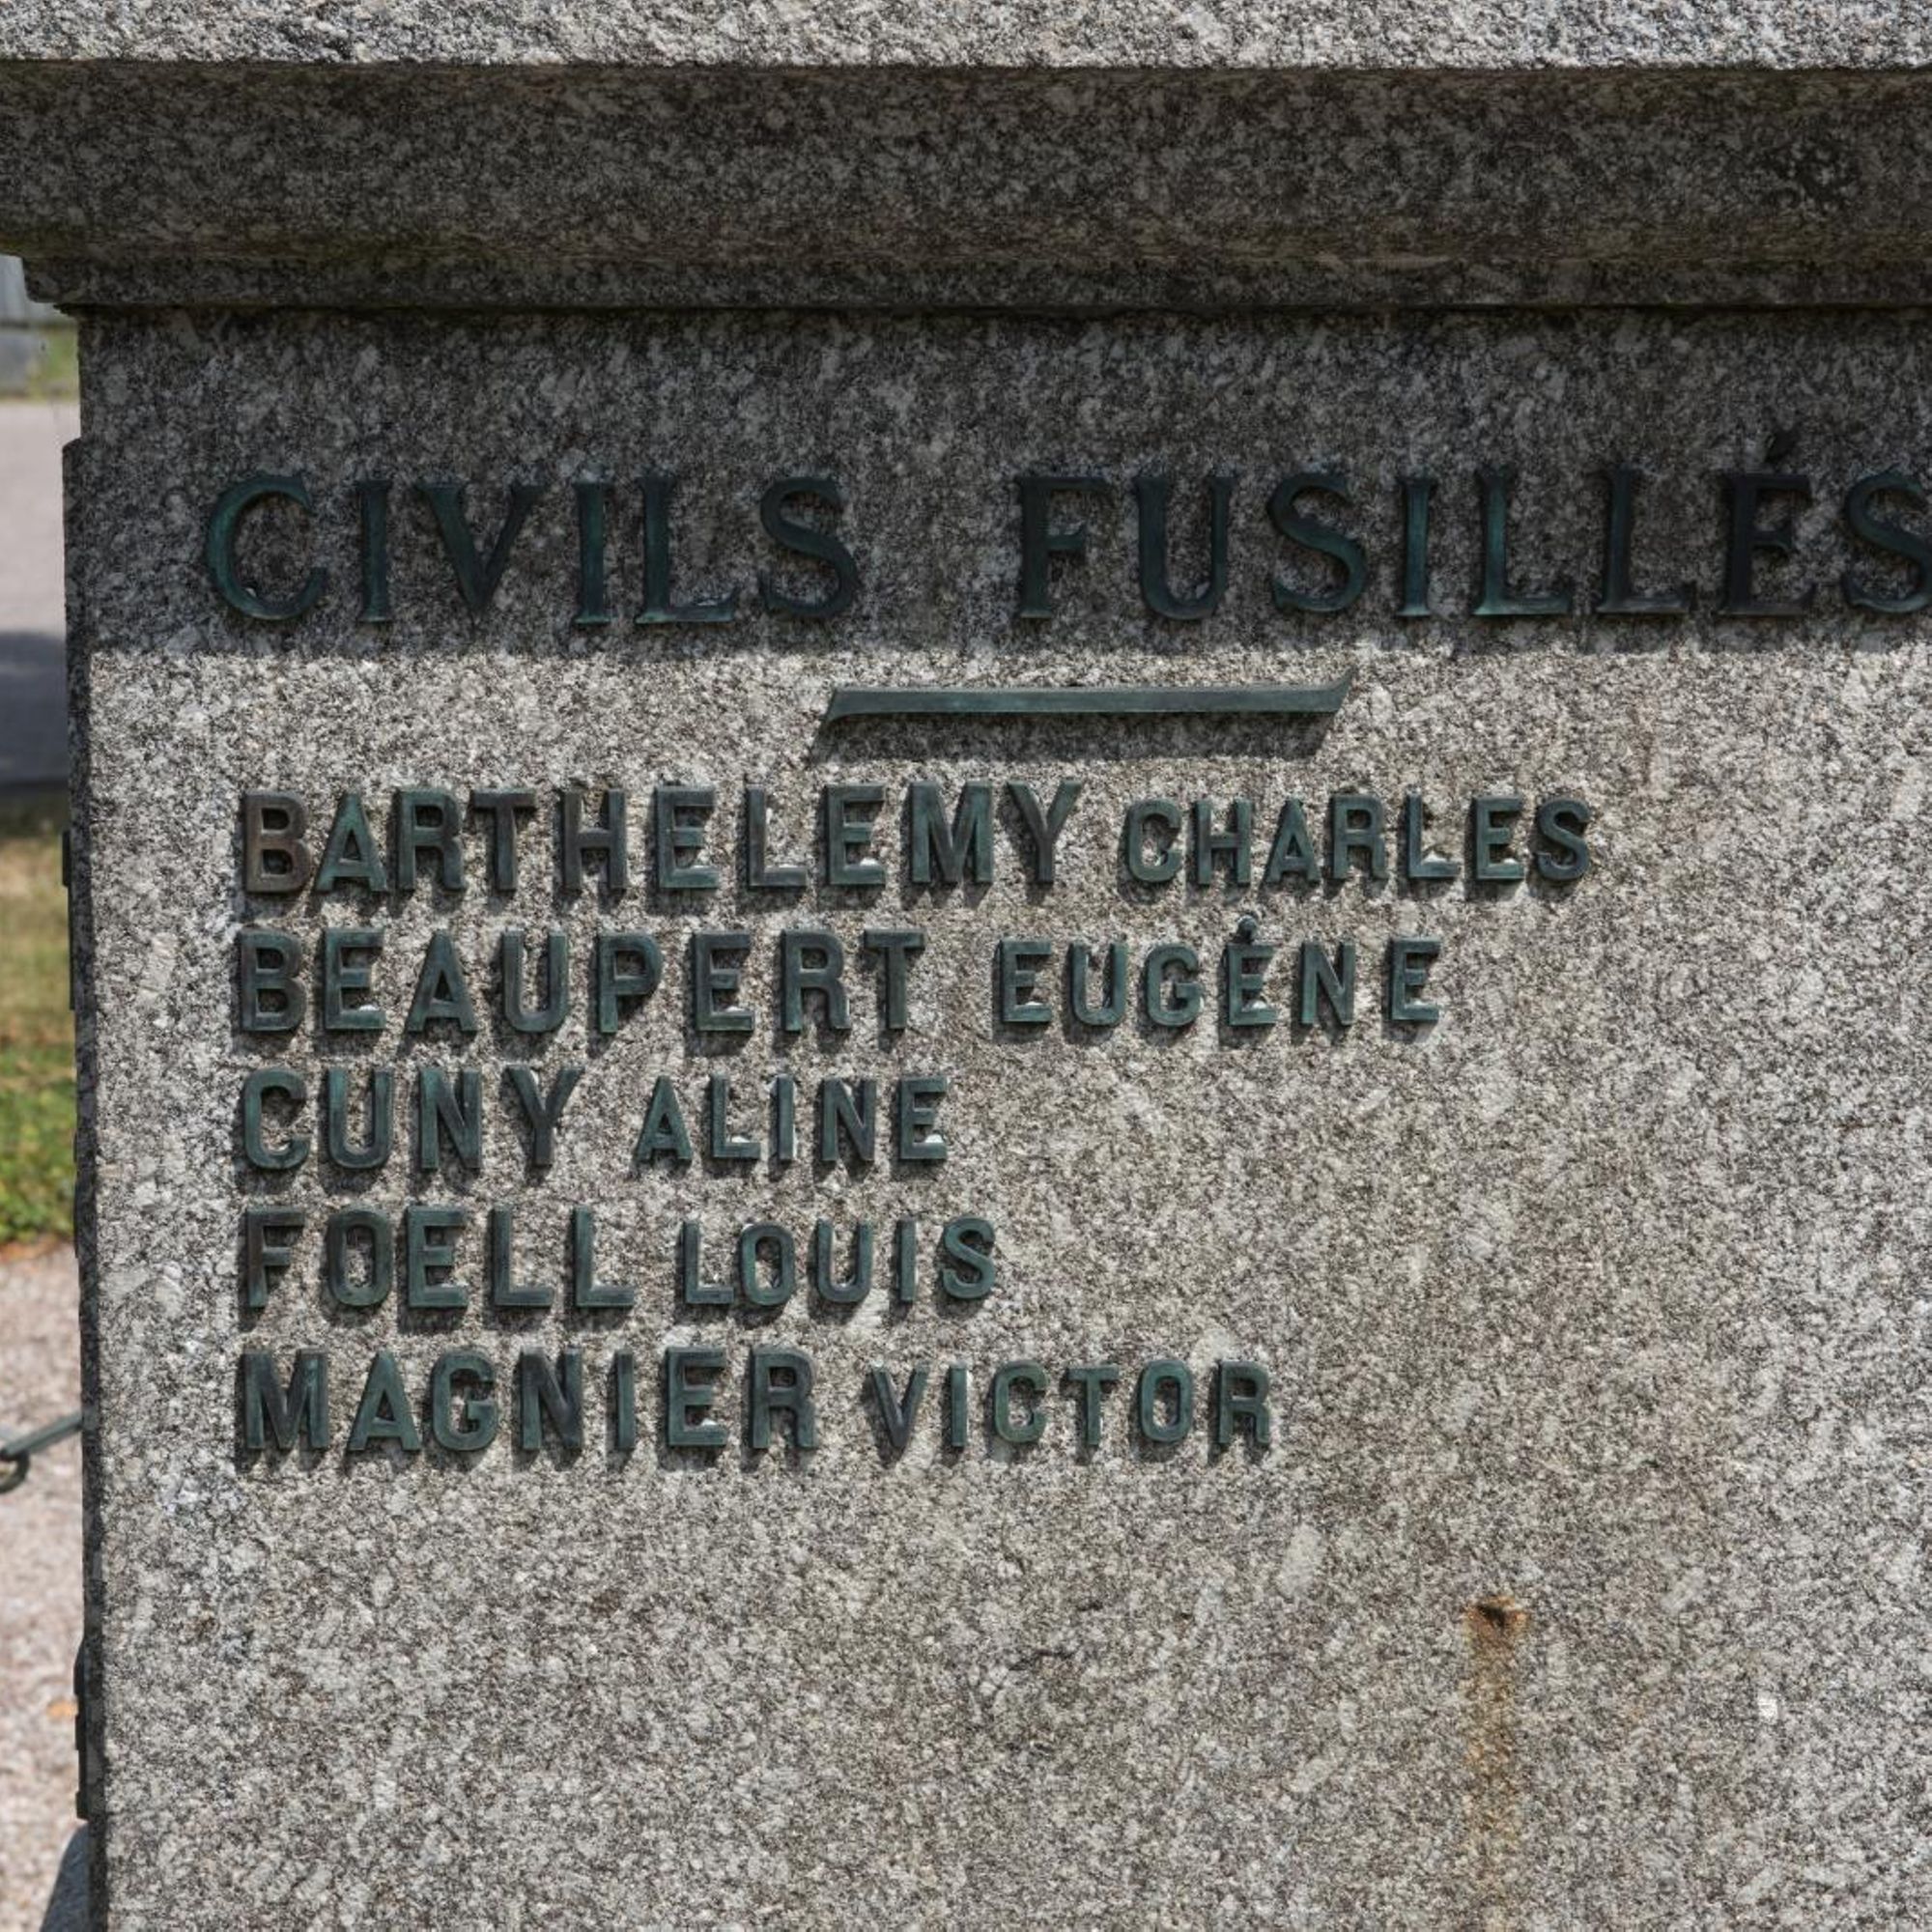 CIVILS FUSILLÉS
BARTHELEMY CHARLES
BEAUPERT EUGÉNE
CUNY ALINE
FOELL LOUIS
MAGNIER VICTOR